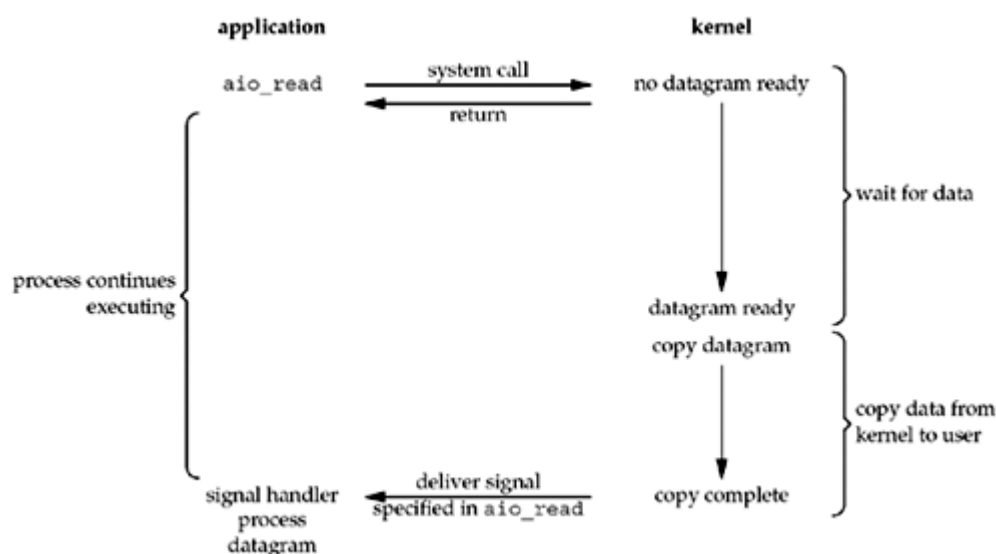 application kernel
aio_read system call no datagram ready
return
wait for data
process continues
executing
datagram ready
copy datagram
copy data from
kernel to user
signal handler deliver signal copy complete
process specified in aio_read
datagram